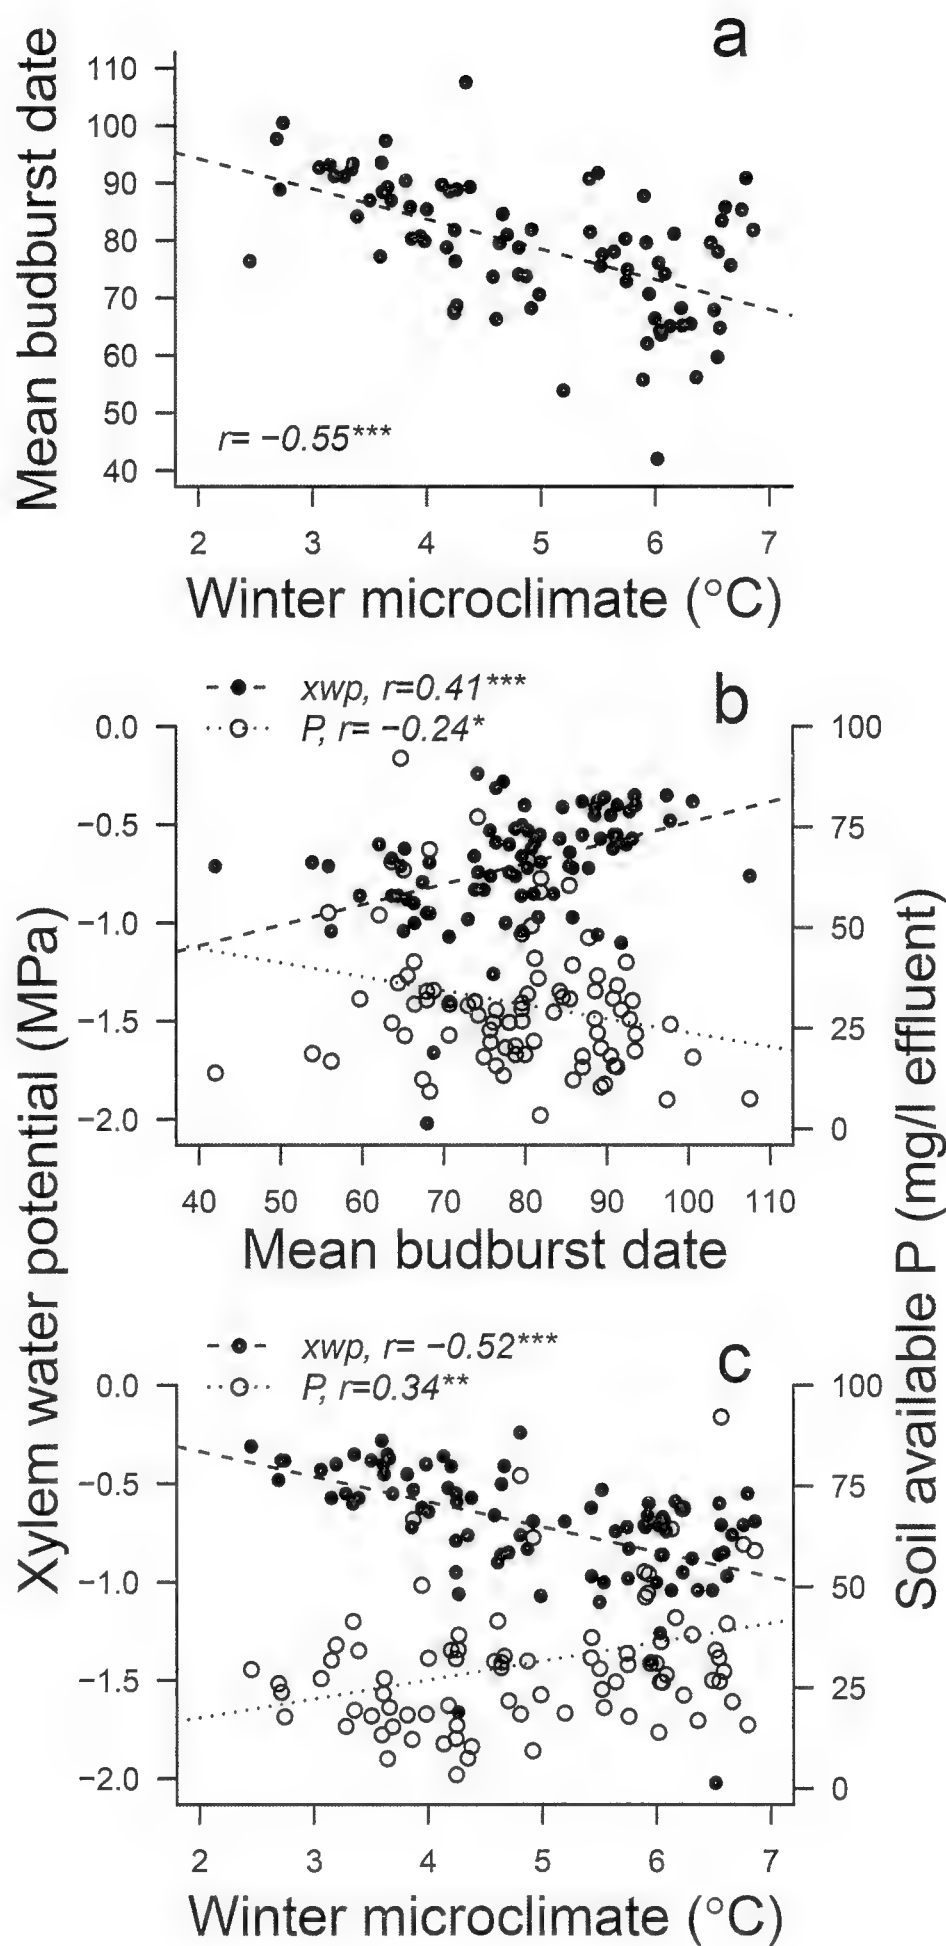 a
Mean budburst date
110
100
90
80
70
60
50
40
r= −0.55***
2 3 4 5 6 7
Winter microclimate (°C)
b
xwp, r=0.41***
P, r= −0.24*
0.0
−0.5
−1.0
−1.5
−2.0
100
75
50
25
0
40 50 60 70 80 90 100 110
Mean budburst date
Xylem water potential (MPa)
Soil available P (mg/l effluent)
c
xwp, r= −0.52***
P, r=0.34**
0.0
−0.5
−1.0
−1.5
−2.0
100
75
50
25
0
2 3 4 5 6 7
Winter microclimate (°C)